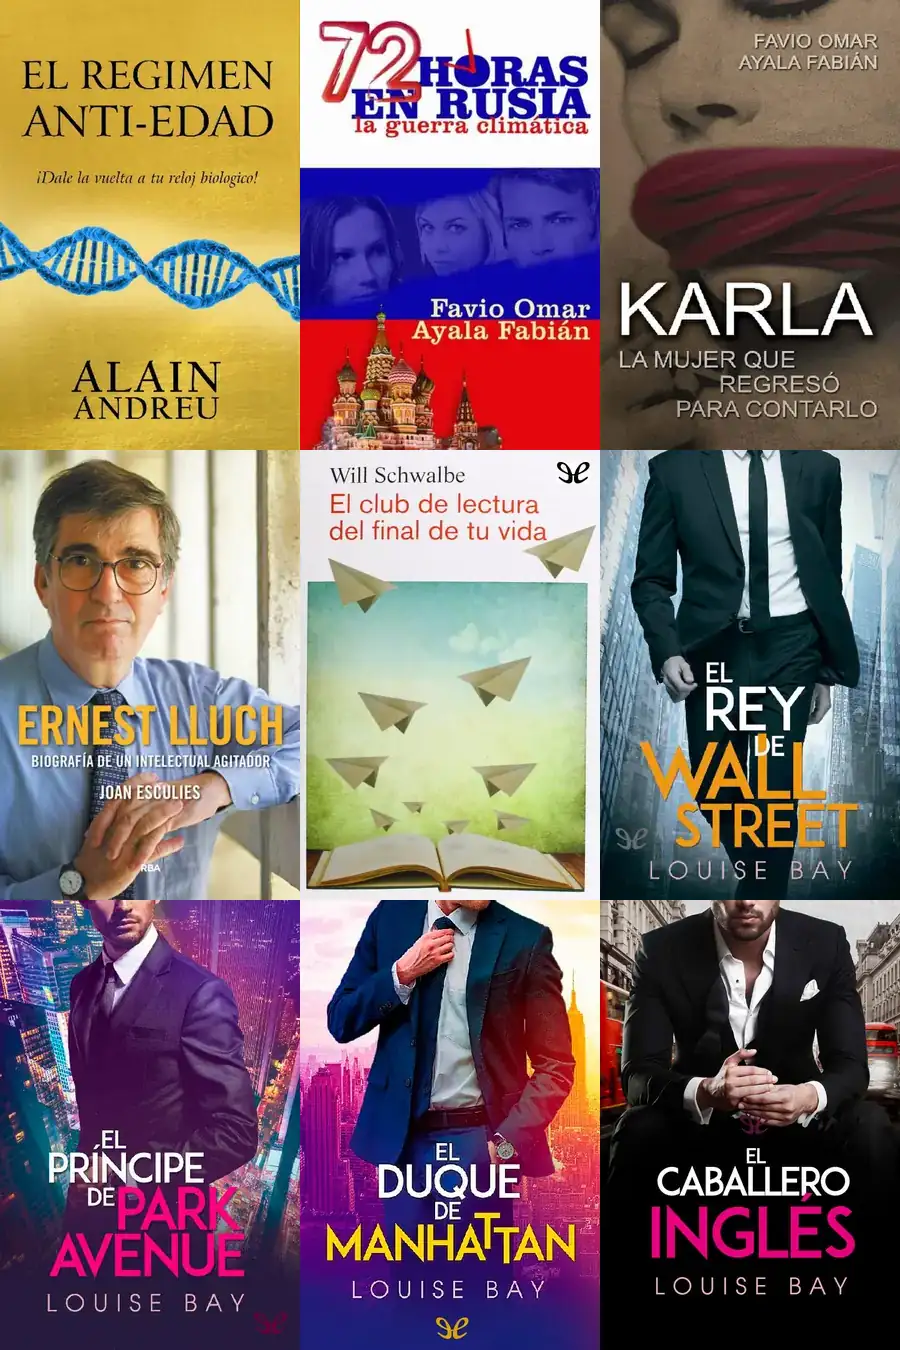 EL REGIMEN
ANTI-EDAD
¡Dale la vuelta a tu reloj biologico!
ALAIN
ANDREU
72 HORAS
EN RUSIA
la guerra climática
Favio Omar
Ayala Fabián
FAVIO OMAR
AYALA FABIÁN
KARLA
LA MUJER QUE
REGRESÓ
PARA CONTARLO
ERNEST LLUCH
BIOGRAFÍA DE UN INTELECTUAL AGITADOR
JOAN ESCULIES
RBA
Will Schwalbe
El club de lectura
del final de tu vida
EL
REY
DE
WALL
STREET
LOUISE BAY
EL
PRÍNCIPE
DE PARK
AVENUE
LOUISE BAY
EL
DUQUE
DE
MANHATTAN
LOUISE BAY
EL
CABALLERO
INGLÉS
LOUISE BAY